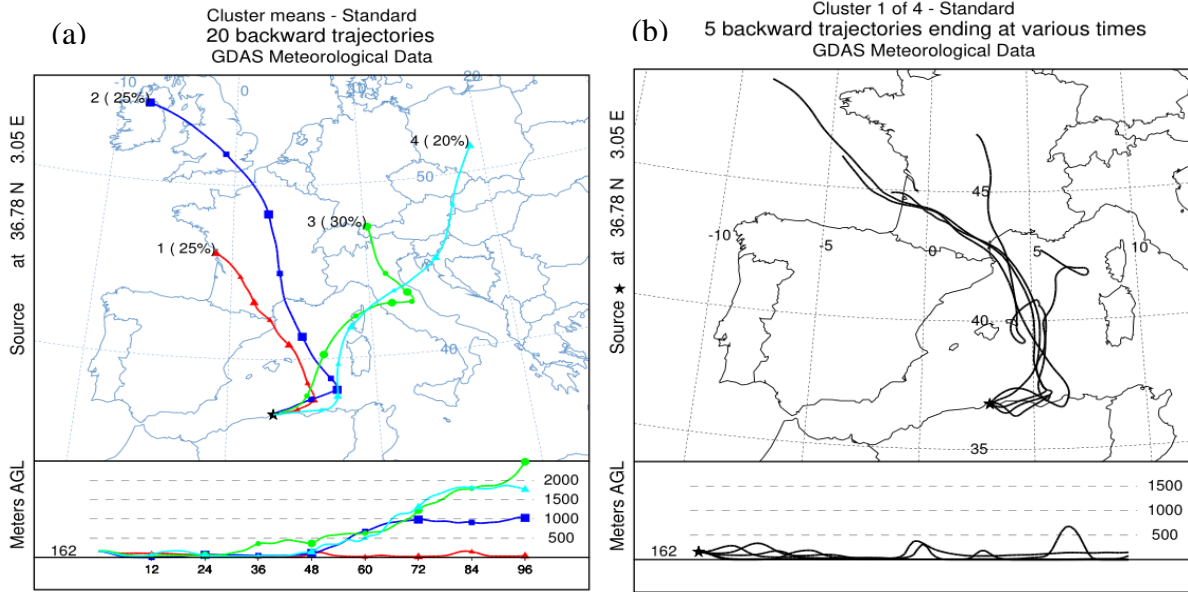 (a)
Cluster means - Standard
20 backward trajectories
GDAS Meteorological Data
Source at 36.78 N 3.05 E
-10
0
10
20
2 ( 25%)
4 ( 20%)
50
3 ( 30%)
1 ( 25%)
40
Meters AGL
2000
1500
1000
500
162
12 24 36 48 60 72 84 96
(b)
Cluster 1 of 4 - Standard
5 backward trajectories ending at various times
GDAS Meteorological Data
Source ★ at 36.78 N 3.05 E
45
-10
-5
0
5
10
40
35
Meters AGL
1500
1000
500
162